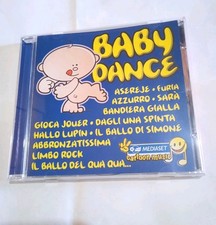 BABY
DANCE
ASEREJE • FURIA
AZZURRO • SARÀ
BANDIERA GIALLA
GIOCA JOUER • DAGLI UNA SPINTA
HALLO LUPIN • IL BALLO DI SIMONE
ABBRONZATISSIMA
LIMBO ROCK
IL BALLO DEL QUA QUA...
MEDIASET